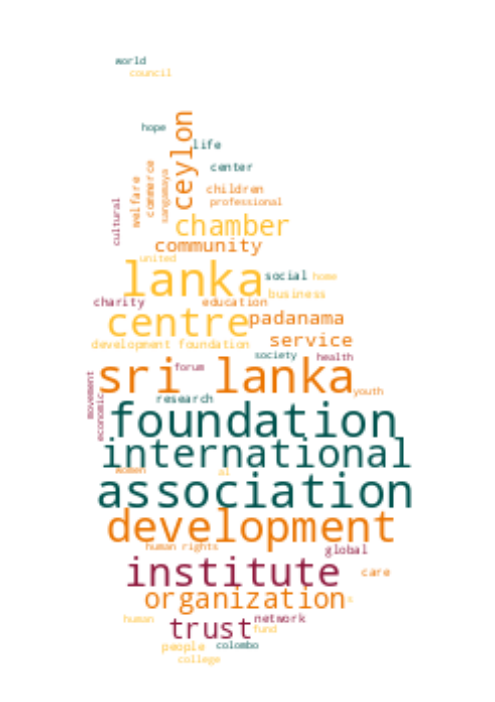 world
council
hope
ceylon
life
center
welfare
commerce
sangamaya
children
professional
cultural
chamber
community
united
lanka
social
home
business
charity
education
centre
padanama
service
development foundation
society
health
forum
sri lanka
youth
movement
economic
research
foundation
international
women
al
association
development
human rights
global
institute
care
organization
s
human
trust
network
fund
people
colombo
college